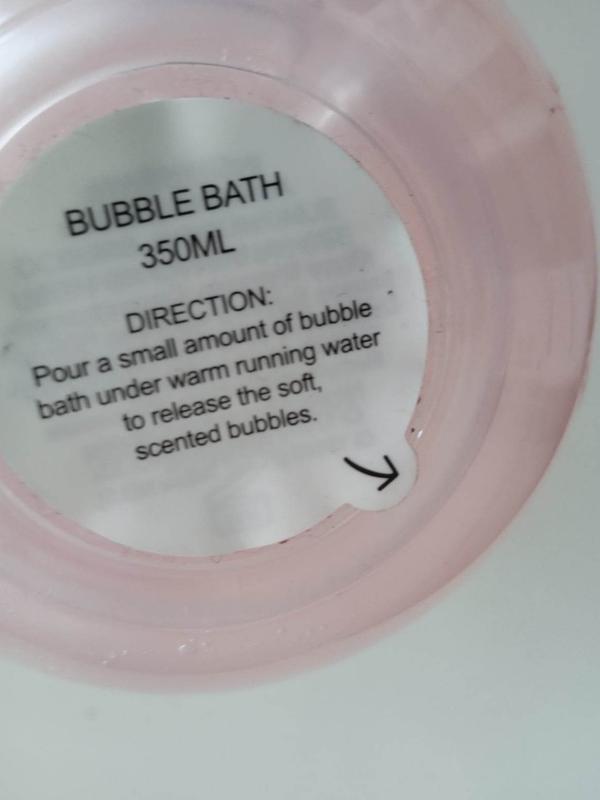 BUBBLE BATH
350ML
DIRECTION:
Pour a small amount of bubble
bath under warm running water
to release the soft,
scented bubbles.